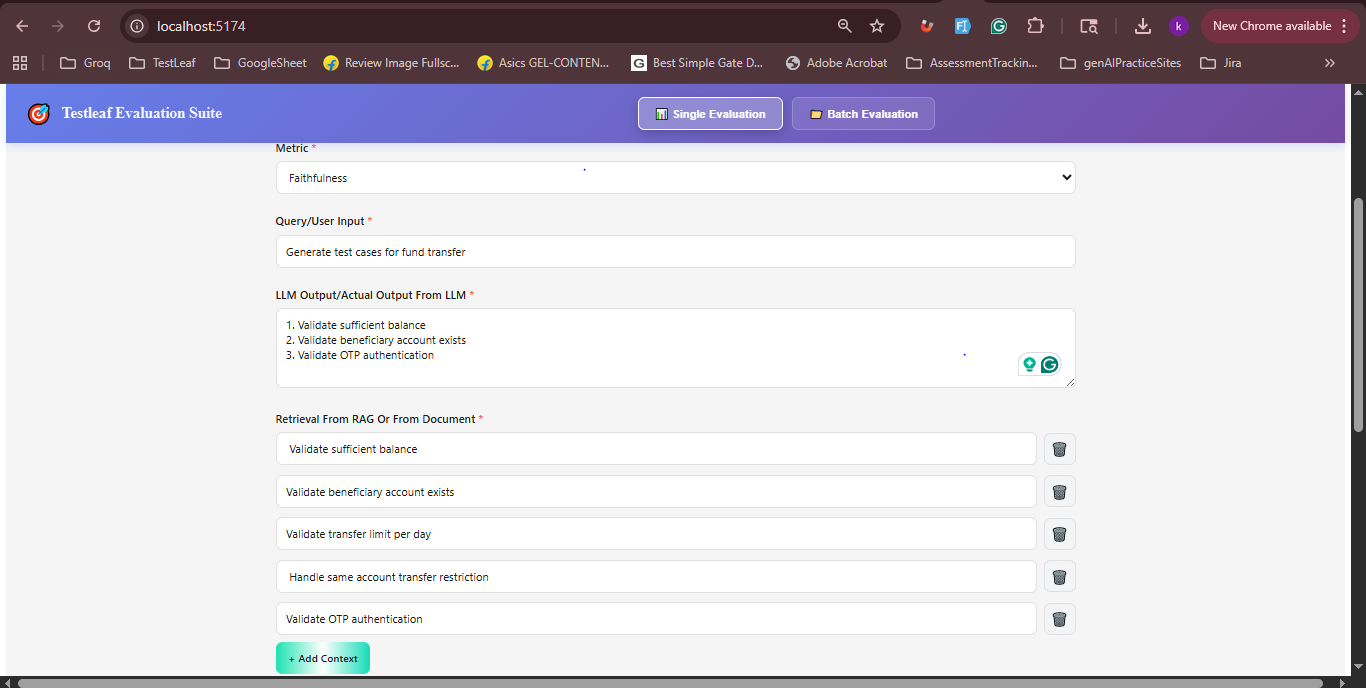 localhost:5174
New Chrome available
Groq
TestLeaf
GoogleSheet
Review Image Fullsc...
Asics GEL-CONTEN...
Best Simple Gate D...
Adobe Acrobat
AssessmentTrackin...
genAIPracticeSites
Jira
Testleaf Evaluation Suite
Single Evaluation
Batch Evaluation
Metric *
Faithfulness
Query/User Input *
Generate test cases for fund transfer
LLM Output/Actual Output From LLM *
1. Validate sufficient balance
2. Validate beneficiary account exists
3. Validate OTP authentication
Retrieval From RAG Or From Document *
Validate sufficient balance
Validate beneficiary account exists
Validate transfer limit per day
Handle same account transfer restriction
Validate OTP authentication
+ Add Context